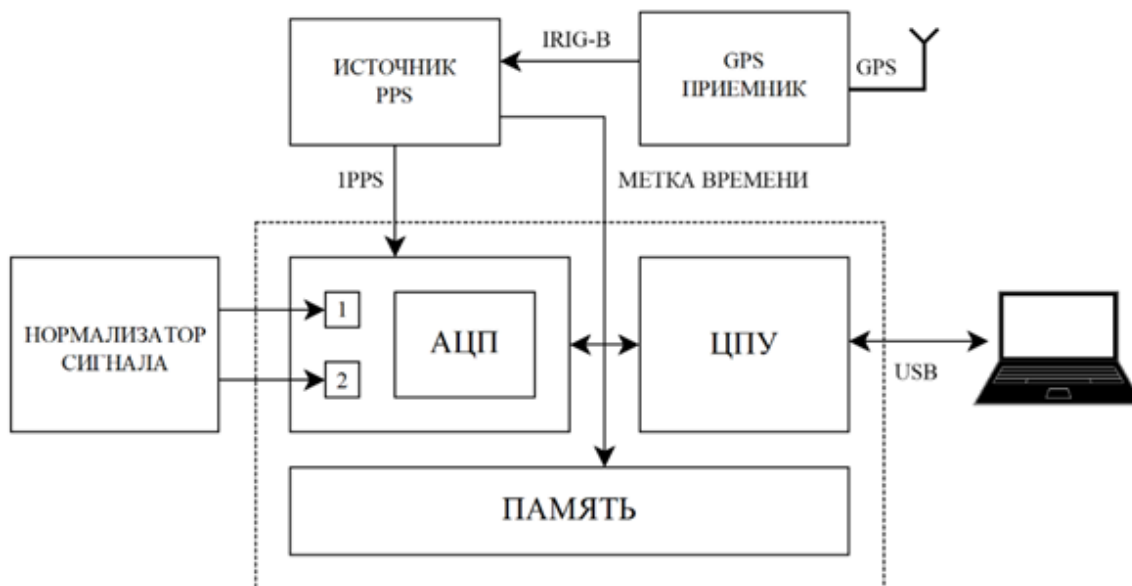 IRIG-B
ИСТОЧНИК
PPS
GPS
ПРИЕМНИК
GPS
1PPS
МЕТКА ВРЕМЕНИ
НОРМАЛИЗАТОР
СИГНАЛА
1
2
АЦП
ЦПУ
USB
ПАМЯТЬ